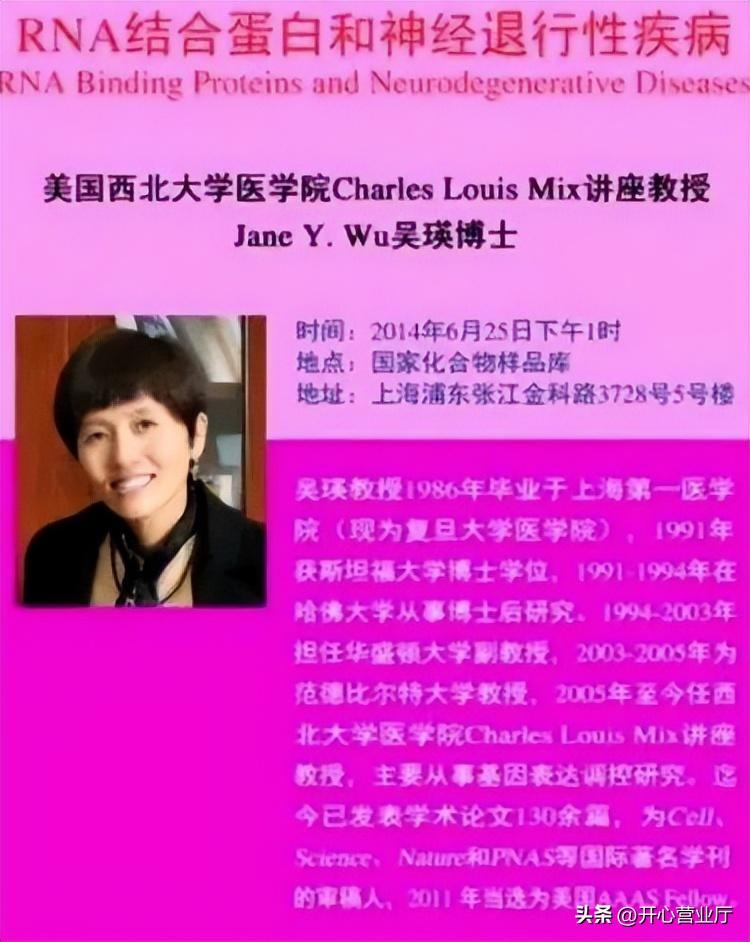 RNA结合蛋白和神经退行性疾病
RNA Binding Proteins and Neurodegenerative Diseases
美国西北大学医学院Charles Louis Mix讲座教授
Jane Y. Wu吴瑛博士
时间：2014年6月25日下午1时
地点：国家化合物样品库
地址：上海浦东张江金科路3728号5号楼
吴瑛教授1986年毕业于上海第一医学
院（现为复旦大学医学院），1991年
获斯坦福大学博士学位，1991-1994年在
哈佛大学从事博士后研究。1994-2003年
担任华盛顿大学副教授，2003-2005年为
范德比尔特大学教授，2005年至今任西
北大学医学院Charles Louis Mix讲座
教授，主要从事基因表达调控研究。迄
今已发表学术论文130余篇，为Cell、
Science、Nature和PNAS等国际著名学刊
的审稿人，2011年当选为美国AAAS Fellow。
头条 @开心营业厅